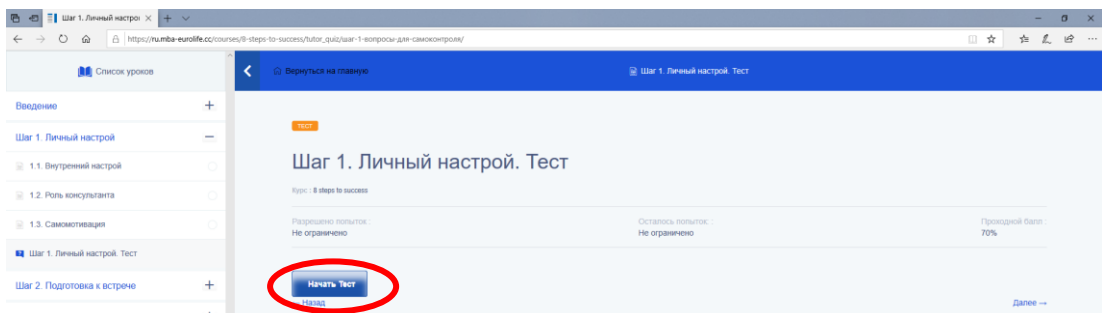 Шаг 1. Личный настрой
https://ru.mba-eurolife.cc/courses/8-steps-to-success/tutor_quiz/шаг-1-вопросы-для-самоконтроля/
Список уроков
Вернуться на главную
Шаг 1. Личный настрой. Тест
Введение
ТЕСТ
Шаг 1. Личный настрой
Шаг 1. Личный настрой. Тест
1.1. Внутренний настрой
Курс : 8 steps to success
1.2. Роль консультанта
Разрешено попыток :
Осталось попыток :
Проходной балл :
1.3. Самомотивация
Не ограничено
Не ограничено
70%
Шаг 1. Личный настрой. Тест
Шаг 2. Подготовка к встрече
Начать Тест
← Назад
Далее →